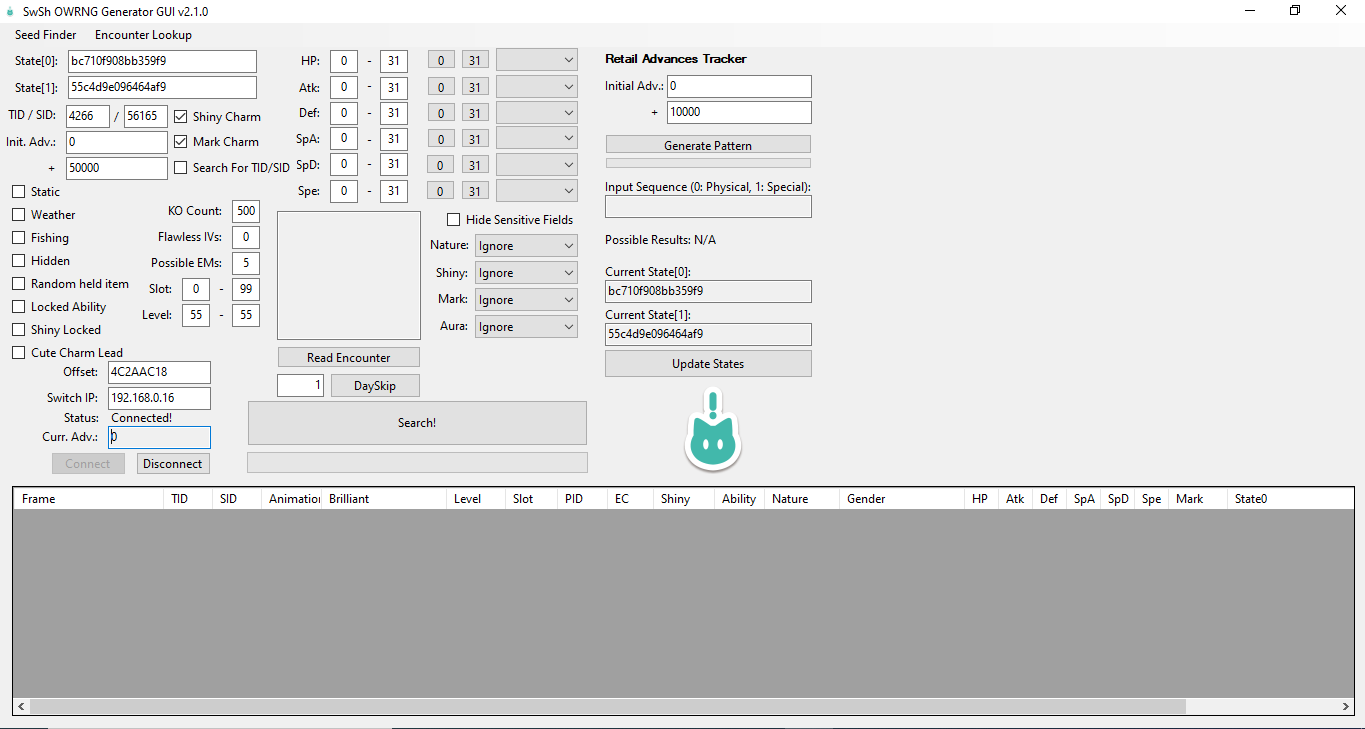 SwSh OWRNG Generator GUI v2.1.0
Seed Finder Encounter Lookup
State[0]: bc710f908bb359f9
State[1]: 55c4d9e096464af9
TID / SID: 4266 / 56165 Shiny Charm
Init. Adv.: 0 Mark Charm
+ 50000 Search For TID/SID
Static
Weather
Fishing
Hidden
Random held item
Locked Ability
Shiny Locked
Cute Charm Lead
KO Count: 500
Flawless IVs: 0
Possible EMs: 5
Slot: 0 - 99
Level: 55 - 55
Offset: 4C2AAC18
Switch IP: 192.168.0.16
Status: Connected!
Curr. Adv.: 0
Connect Disconnect
HP: 0 - 31 0 31
Atk: 0 - 31 0 31
Def: 0 - 31 0 31
SpA: 0 - 31 0 31
SpD: 0 - 31 0 31
Spe: 0 - 31 0 31
Hide Sensitive Fields
Nature: Ignore
Shiny: Ignore
Mark: Ignore
Aura: Ignore
Read Encounter
1 DaySkip
Search!
Retail Advances Tracker
Initial Adv.: 0
+ 10000
Generate Pattern
Input Sequence (0: Physical, 1: Special):
Possible Results: N/A
Current State[0]:
bc710f908bb359f9
Current State[1]:
55c4d9e096464af9
Update States
Frame TID SID Animation Brilliant Level Slot PID EC Shiny Ability Nature Gender HP Atk Def SpA SpD Spe Mark State0